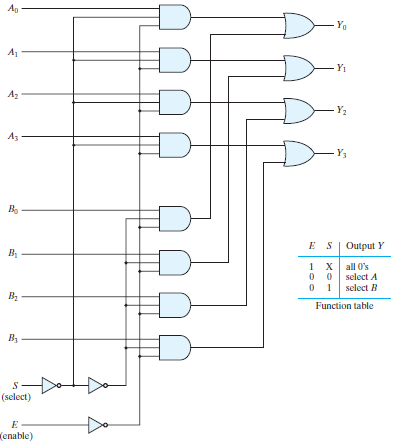 A₀
Y₀
A₁
Y₁
A₂
Y₂
A₃
Y₃
B₀
B₁
B₂
B₃
E S Output Y
1 X all 0's
0 0 select A
0 1 select B
Function table
S
(select)
E
(enable)